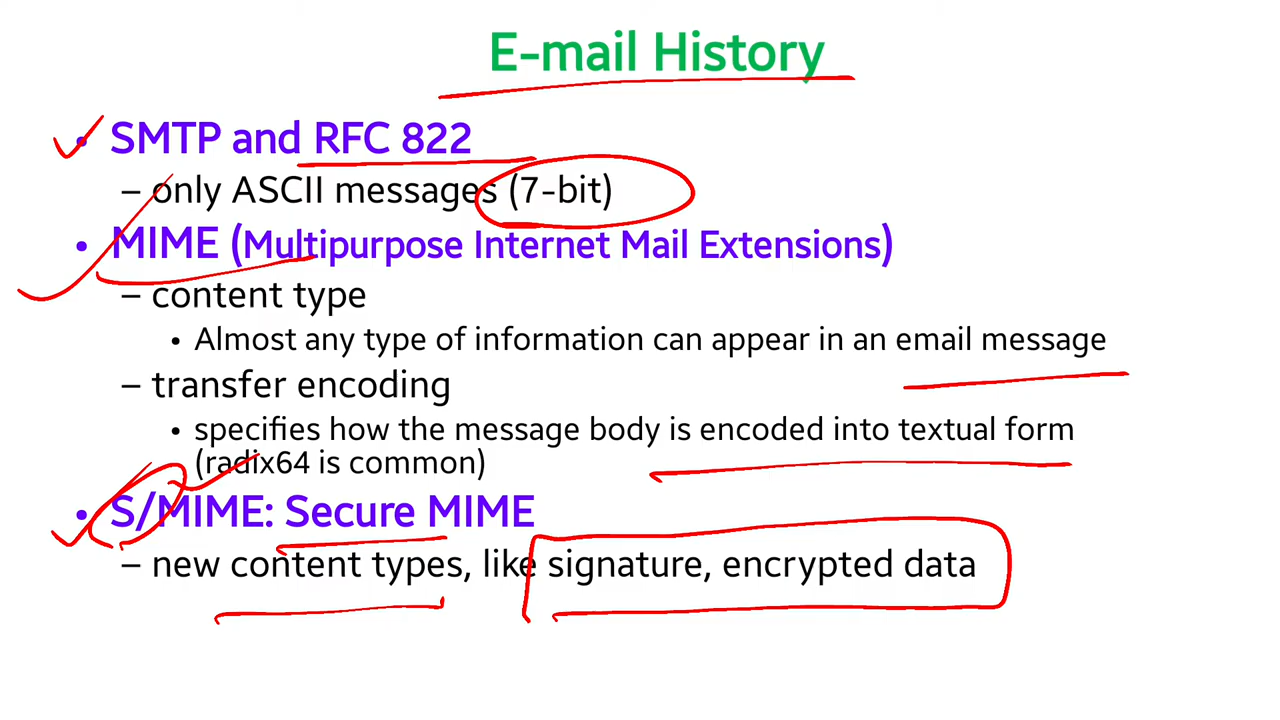 E-mail History
• SMTP and RFC 822
– only ASCII messages (7-bit)
• MIME (Multipurpose Internet Mail Extensions)
– content type
• Almost any type of information can appear in an email message
– transfer encoding
• specifies how the message body is encoded into textual form
(radix64 is common)
• S/MIME: Secure MIME
– new content types, like signature, encrypted data